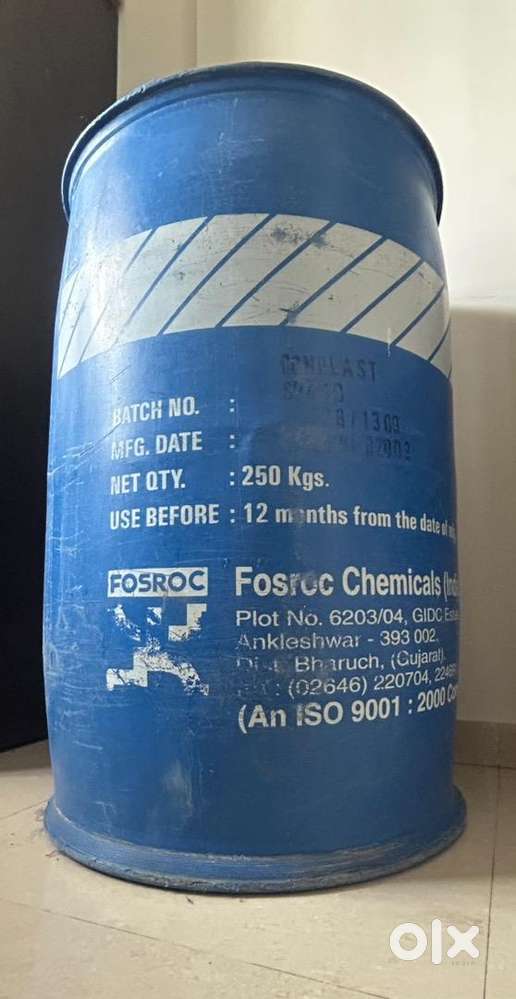 CONPLAST
BATCH NO. :
MFG. DATE :
NET QTY. : 250 Kgs.
USE BEFORE : 12 months from the date of
FOSROC
Fosroc Chemicals
Plot No. 6203/04, GIDC
Ankleshwar - 393 002.
Bharuch, (Gujarat).
: (02646) 220704,
(An ISO 9001 : 2000
olx